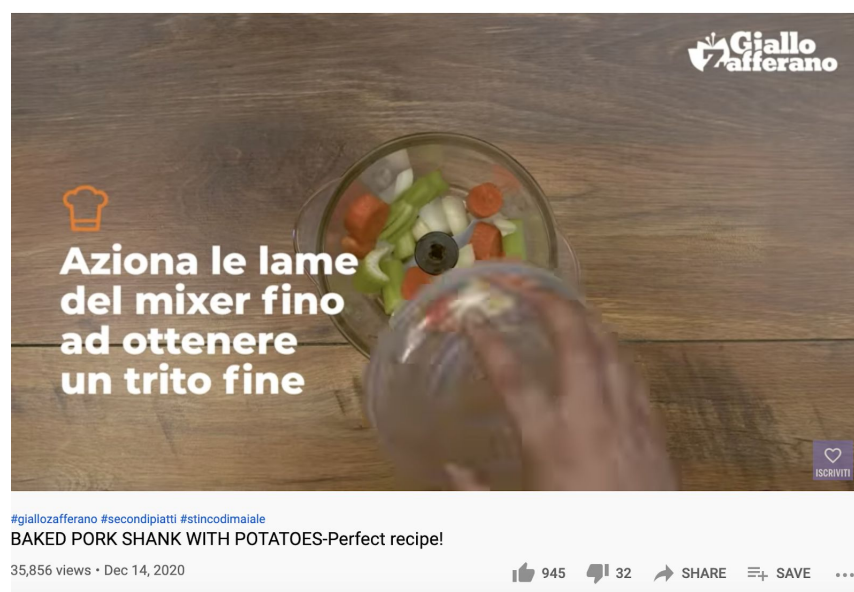 Giallo
Zafferano
Aziona le lame
del mixer fino
ad ottenere
un trito fine
ISCRIVITI
#giallozafferano #secondipiatti #stincodimaiale
BAKED PORK SHANK WITH POTATOES-Perfect recipe!
35,856 views • Dec 14, 2020
945 32 SHARE SAVE